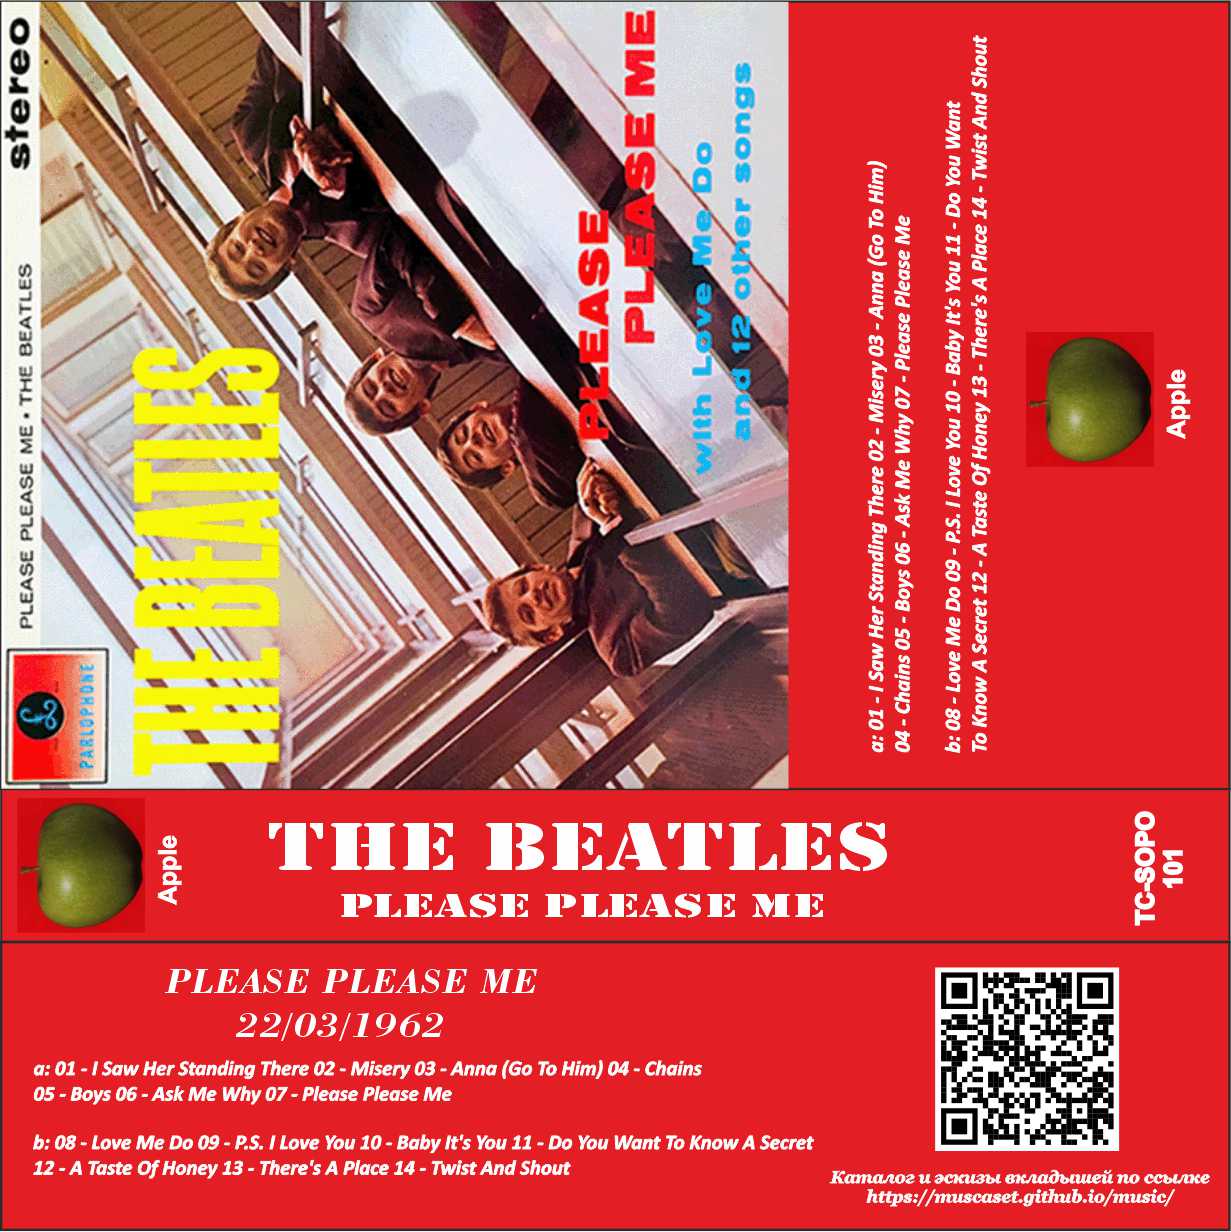 stereo
PLEASE PLEASE ME • THE BEATLES
PARLOPHONE
THE BEATLES
PLEASE
PLEASE ME
with Love Me Do
and 12 other songs
a: 01 - I Saw Her Standing There 02 - Misery 03 - Anna (Go To Him)
04 - Chains 05 - Boys 06 - Ask Me Why 07 - Please Please Me
b: 08 - Love Me Do 09 - P.S. I Love You 10 - Baby It's You 11 - Do You Want
To Know A Secret 12 - A Taste Of Honey 13 - There's A Place 14 - Twist And Shout
Apple
Apple
THE BEATLES
PLEASE PLEASE ME
TC-SOPO
101
PLEASE PLEASE ME
22/03/1962
a: 01 - I Saw Her Standing There 02 - Misery 03 - Anna (Go To Him) 04 - Chains
05 - Boys 06 - Ask Me Why 07 - Please Please Me
b: 08 - Love Me Do 09 - P.S. I Love You 10 - Baby It's You 11 - Do You Want To Know A Secret
12 - A Taste Of Honey 13 - There's A Place 14 - Twist And Shout
Каталог и эскизы вкладышей по ссылке
https://muscaset.github.io/music/